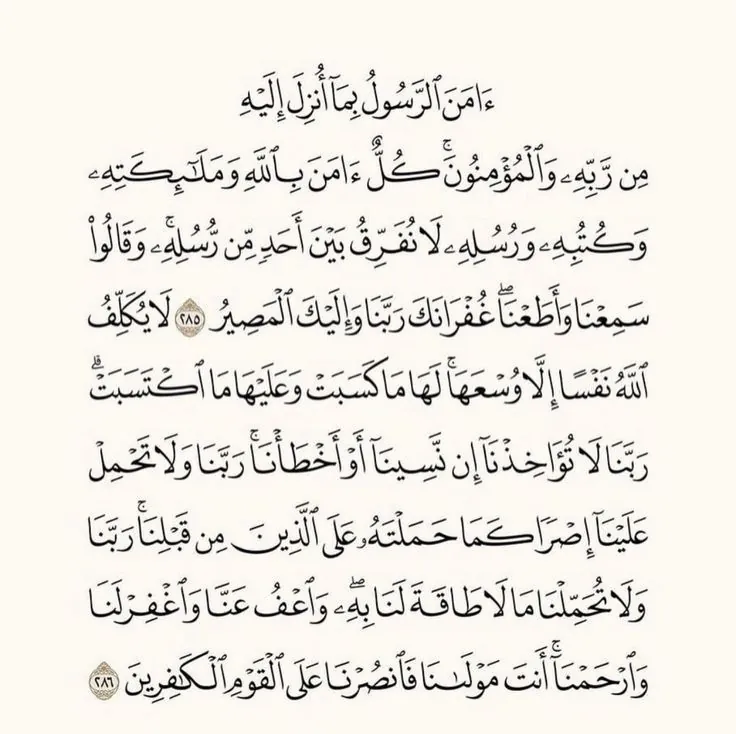 ءَامَنَ ٱلرَّسُولُ بِمَآ أُنزِلَ إِلَيْهِ
مِن رَّبِّهِۦ وَٱلْمُؤْمِنُونَۚ كُلٌّ ءَامَنَ بِٱللَّهِ وَمَلَٰٓئِكَتِهِۦ
وَكُتُبِهِۦ وَرُسُلِهِۦ لَا نُفَرِّقُ بَيْنَ أَحَدٍ مِّن رُّسُلِهِۦۚ وَقَالُوا۟
سَمِعْنَا وَأَطَعْنَاۖ غُفْرَانَكَ رَبَّنَا وَإِلَيْكَ ٱلْمَصِيرُ ٢٨٥ لَا يُكَلِّفُ
ٱللَّهُ نَفْسًا إِلَّا وُسْعَهَاۚ لَهَا مَا كَسَبَتْ وَعَلَيْهَا مَا ٱكْتَسَبَتْۗ
رَبَّنَا لَا تُؤَاخِذْنَآ إِن نَّسِينَآ أَوْ أَخْطَأْنَاۚ رَبَّنَا وَلَا تَحْمِلْ
عَلَيْنَآ إِصْرًا كَمَا حَمَلْتَهُۥ عَلَى ٱلَّذِينَ مِن قَبْلِنَاۚ رَبَّنَا
وَلَا تُحَمِّلْنَا مَا لَا طَاقَةَ لَنَا بِهِۦۖ وَٱعْفُ عَنَّا وَٱغْفِرْ لَنَا
وَٱرْحَمْنَآۚ أَنتَ مَوْلَىٰنَا فَٱنصُرْنَا عَلَى ٱلْقَوْمِ ٱلْكَٰفِرِينَ ٢٨٦